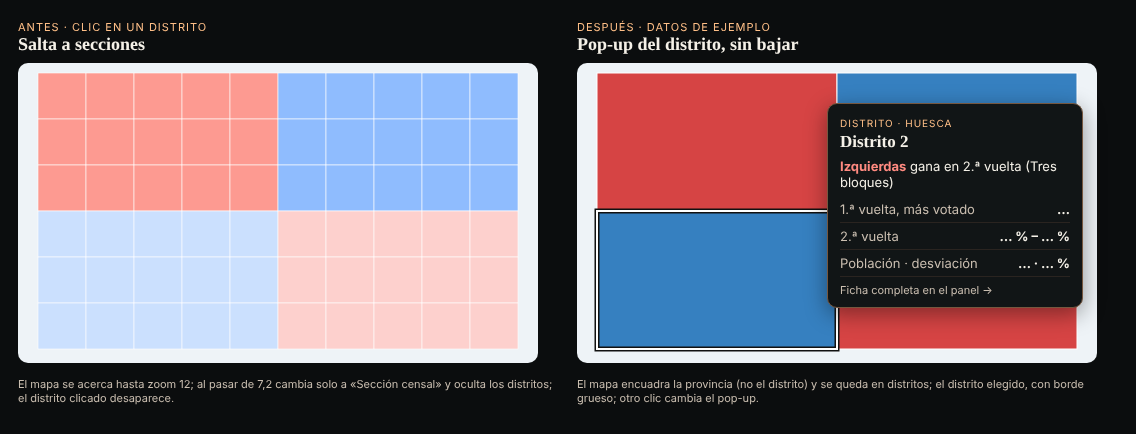 ANTES · CLIC EN UN DISTRITO
Salta a secciones
El mapa se acerca hasta zoom 12; al pasar de 7,2 cambia solo a «Sección censal» y oculta los distritos;
el distrito clicado desaparece.
DESPUÉS · DATOS DE EJEMPLO
Pop-up del distrito, sin bajar
DISTRITO · HUESCA
Distrito 2
Izquierdas gana en 2.ª vuelta (Tres
bloques)
1.ª vuelta, más votado ...
2.ª vuelta ... % – ... %
Población · desviación ... · ... %
Ficha completa en el panel →
El mapa encuadra la provincia (no el distrito) y se queda en distritos; el distrito elegido, con borde
grueso; otro clic cambia el pop-up.